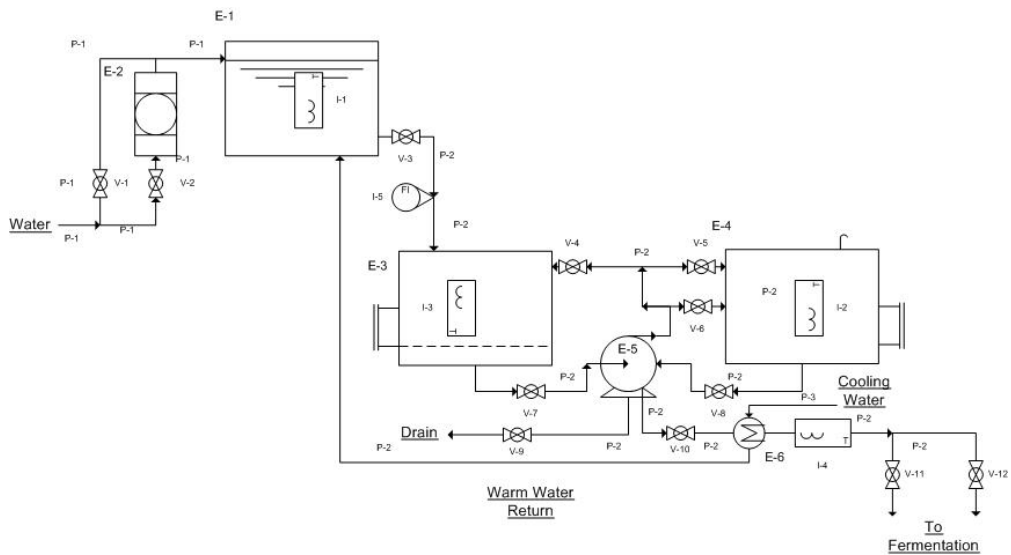 E-1
P-1
P-1
E-2
T
I-1
P-1
V-3
P-2
P-1
V-1
V-2
I-5
FI
Water
P-1
P-1
P-2
E-4
V-4
P-2
V-5
E-3
I-3
T
P-2
T
I-2
V-6
E-5
P-2
P-2
V-7
V-8
Cooling
Water
P-3
P-2
P-2
Drain
P-2
V-9
P-2
V-10
P-2
E-6
T
I-4
P-2
V-11
V-12
Warm Water
Return
To
Fermentation